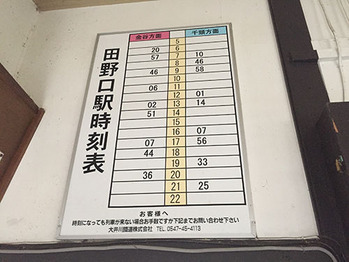 田野口駅時刻表
金谷方面 千頭方面
5
20 6
57 7 10
8 46
46 9 58
10
06 11
12 01
02 13 14
51 14
15
16 07
07 17 56
44 18
19 33
36 20
21 25
22
お客様へ
時刻になっても列車が来ない場合お手数ですが下記までお問い合わせ下さい
大井川鐵道株式会社 TEL 0547-45-4113